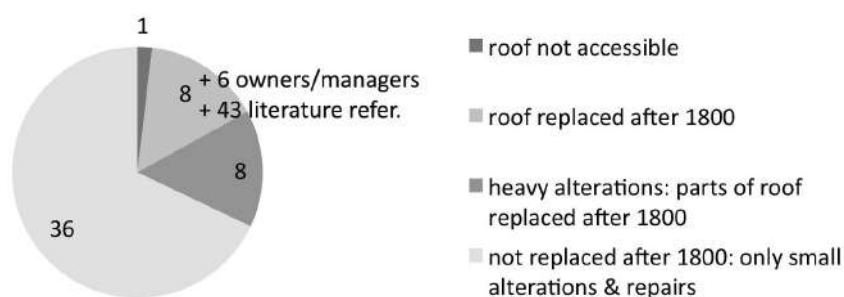 1
8
+ 6 owners/managers
+ 43 literature refer.
8
36
roof not accessible
roof replaced after 1800
heavy alterations: parts of roof
replaced after 1800
not replaced after 1800: only small
alterations & repairs